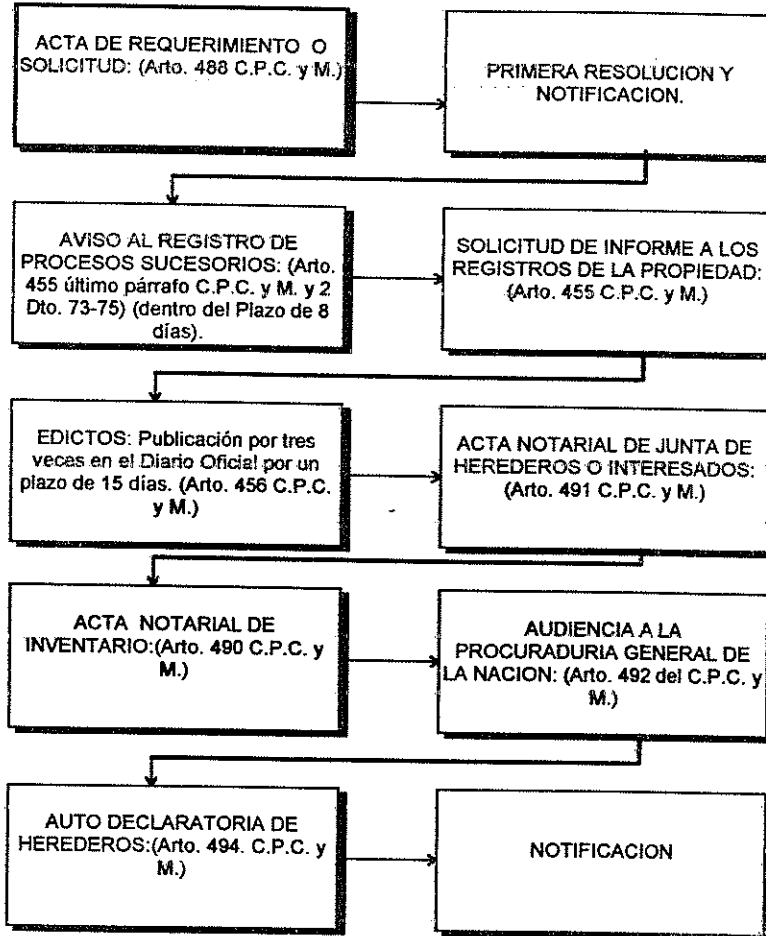 ACTA DE REQUERIMIENTO O
SOLICITUD: (Arto. 488 C.P.C. y M.)
PRIMERA RESOLUCION Y
NOTIFICACION.
AVISO AL REGISTRO DE
PROCESOS SUCESORIOS: (Arto.
455 último párrafo C.P.C. y M. y 2
Dto. 73-75) (dentro del Plazo de 8
días).
SOLICITUD DE INFORME A LOS
REGISTROS DE LA PROPIEDAD:
(Arto. 455 C.P.C. y M.)
EDICTOS: Publicación por tres
veces en el Diario Oficial por un
plazo de 15 días. (Arto. 456 C.P.C.
y M.)
ACTA NOTARIAL DE JUNTA DE
HEREDEROS O INTERESADOS:
(Arto. 491 C.P.C. y M.)
ACTA NOTARIAL DE
INVENTARIO:(Arto. 490 C.P.C. y
M.)
AUDIENCIA A LA
PROCURADURIA GENERAL DE
LA NACION: (Arto. 492 del C.P.C. y
M.)
AUTO DECLARATORIA DE
HEREDEROS:(Arto. 494. C.P.C. y
M.)
NOTIFICACION